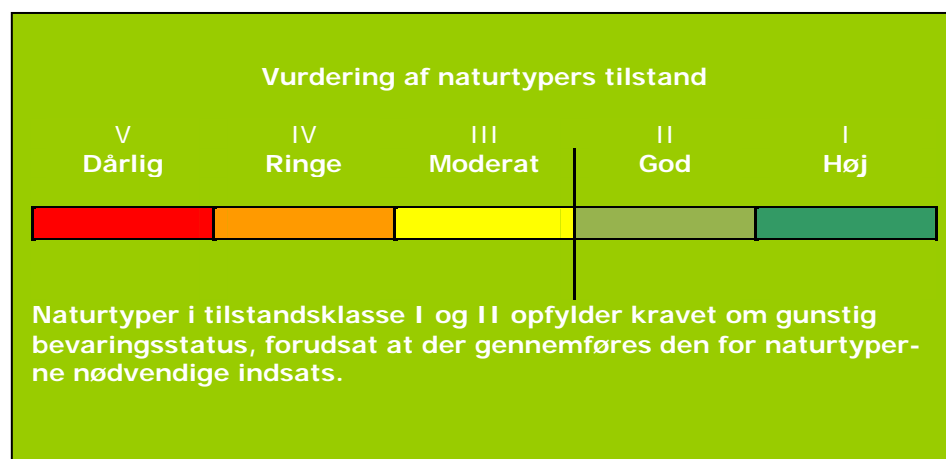 Vurdering af naturtypers tilstand
V IV III II I
Dårlig Ringe Moderat God Høj
Naturtyper i tilstandsklasse I og II opfylder kravet om gunstig
bevaringsstatus, forudsat at der gennemføres den for naturtyper-
ne nødvendige indsats.